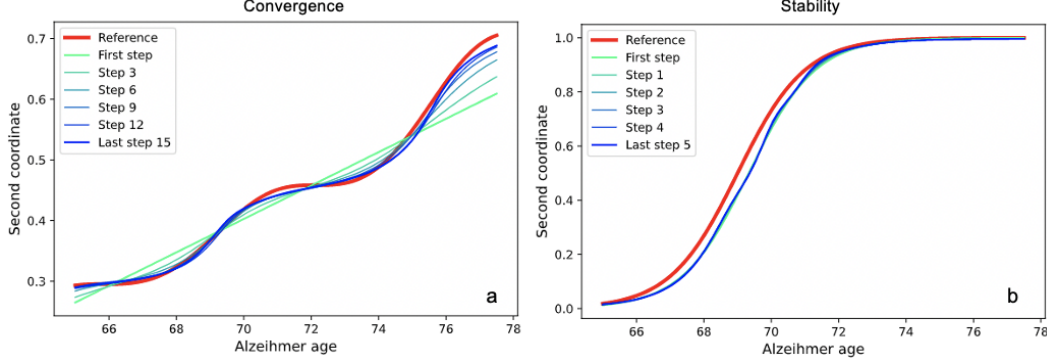 Convergence
Reference
First step
Step 3
Step 6
Step 9
Step 12
Last step 15
0.7
0.6
0.5
0.4
0.3
Second coordinate
66 68 70 72 74 76 78
Alzeihmer age
a
Stability
Reference
First step
Step 1
Step 2
Step 3
Step 4
Last step 5
1.0
0.8
0.6
0.4
0.2
0.0
Second coordinate
66 68 70 72 74 76 78
Alzeihmer age
b